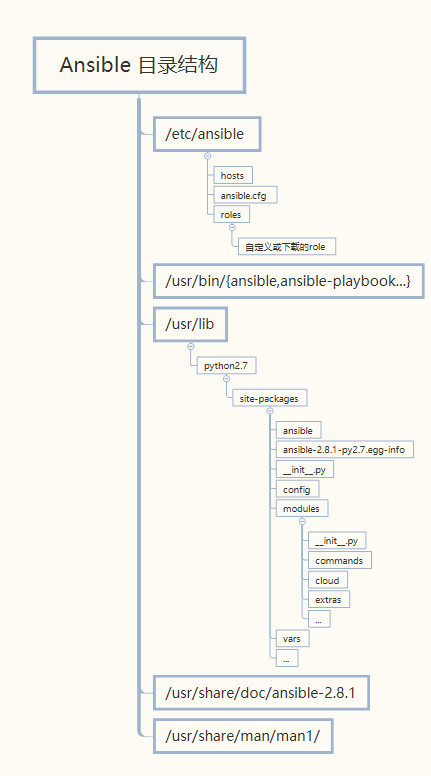 Ansible 目录结构
/etc/ansible
hosts
ansible.cfg
roles
自定义或下载的role
/usr/bin/{ansible,ansible-playbook...}
/usr/lib
python2.7
site-packages
ansible
ansible-2.8.1-py2.7.egg-info
__init__.py
config
modules
__init__.py
commands
cloud
extras
...
vars
...
/usr/share/doc/ansible-2.8.1
/usr/share/man/man1/